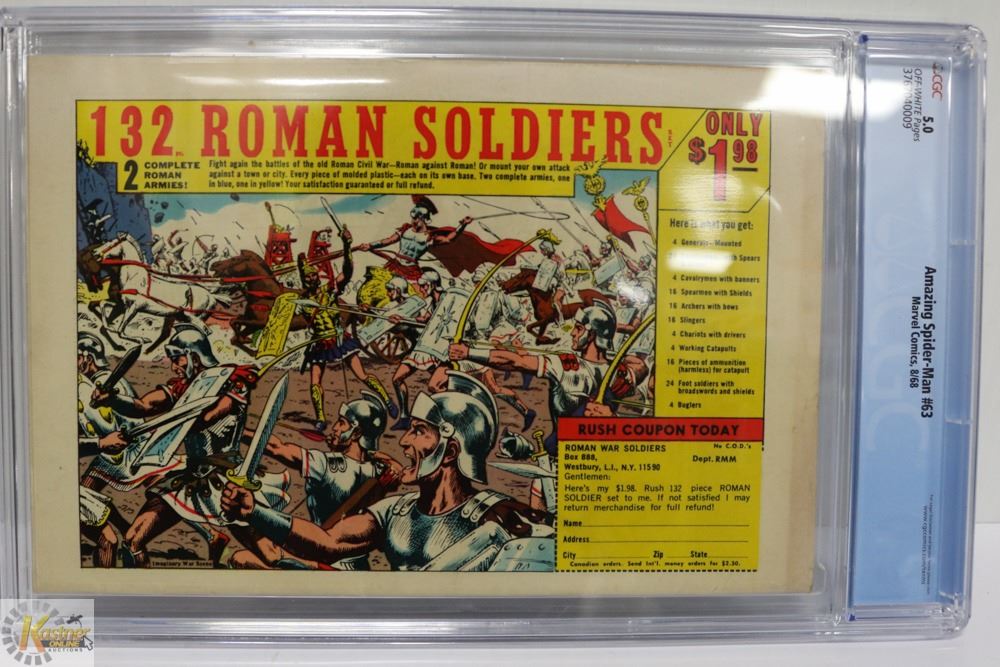 132 PC. ROMAN SOLDIERS SET
ONLY
$1 98
2 COMPLETE ROMAN ARMIES!
Fight again the battles of the old Roman Civil War—Roman against Roman! Or mount your own attack
against a town or city. Every piece of molded plastic—each on its own base. Two complete armies, one
in blue, one in yellow! Your satisfaction guaranteed or full refund.
Here is what you get:
4 Generals—Mounted
with Spears
4 Cavalrymen with banners
16 Spearmen with Shields
16 Archers with bows
16 Slingers
4 Chariots with drivers
4 Working Catapults
16 Pieces of ammunition
(harmless) for catapult
24 Foot soldiers with
broadswords and shields
4 Buglers
RUSH COUPON TODAY
ROMAN WAR SOLDIERS
No C.O.D.'s
Box 888,
Dept. RMM
Westbury, L.I., N.Y. 11590
Gentlemen:
Here's my $1.98. Rush 132 piece ROMAN
SOLDIER set to me. If not satisfied I may
return merchandise for full refund!
Name
Address
City Zip State
Canadian orders. Send Int'l. money orders for $2.50.
Imaginary War Scene
CGC
5.0
OFF-WHITE Pages
Amazing Spider-Man #63
Marvel Comics, 8/68
Kastner
ONLINE
AUCTIONS